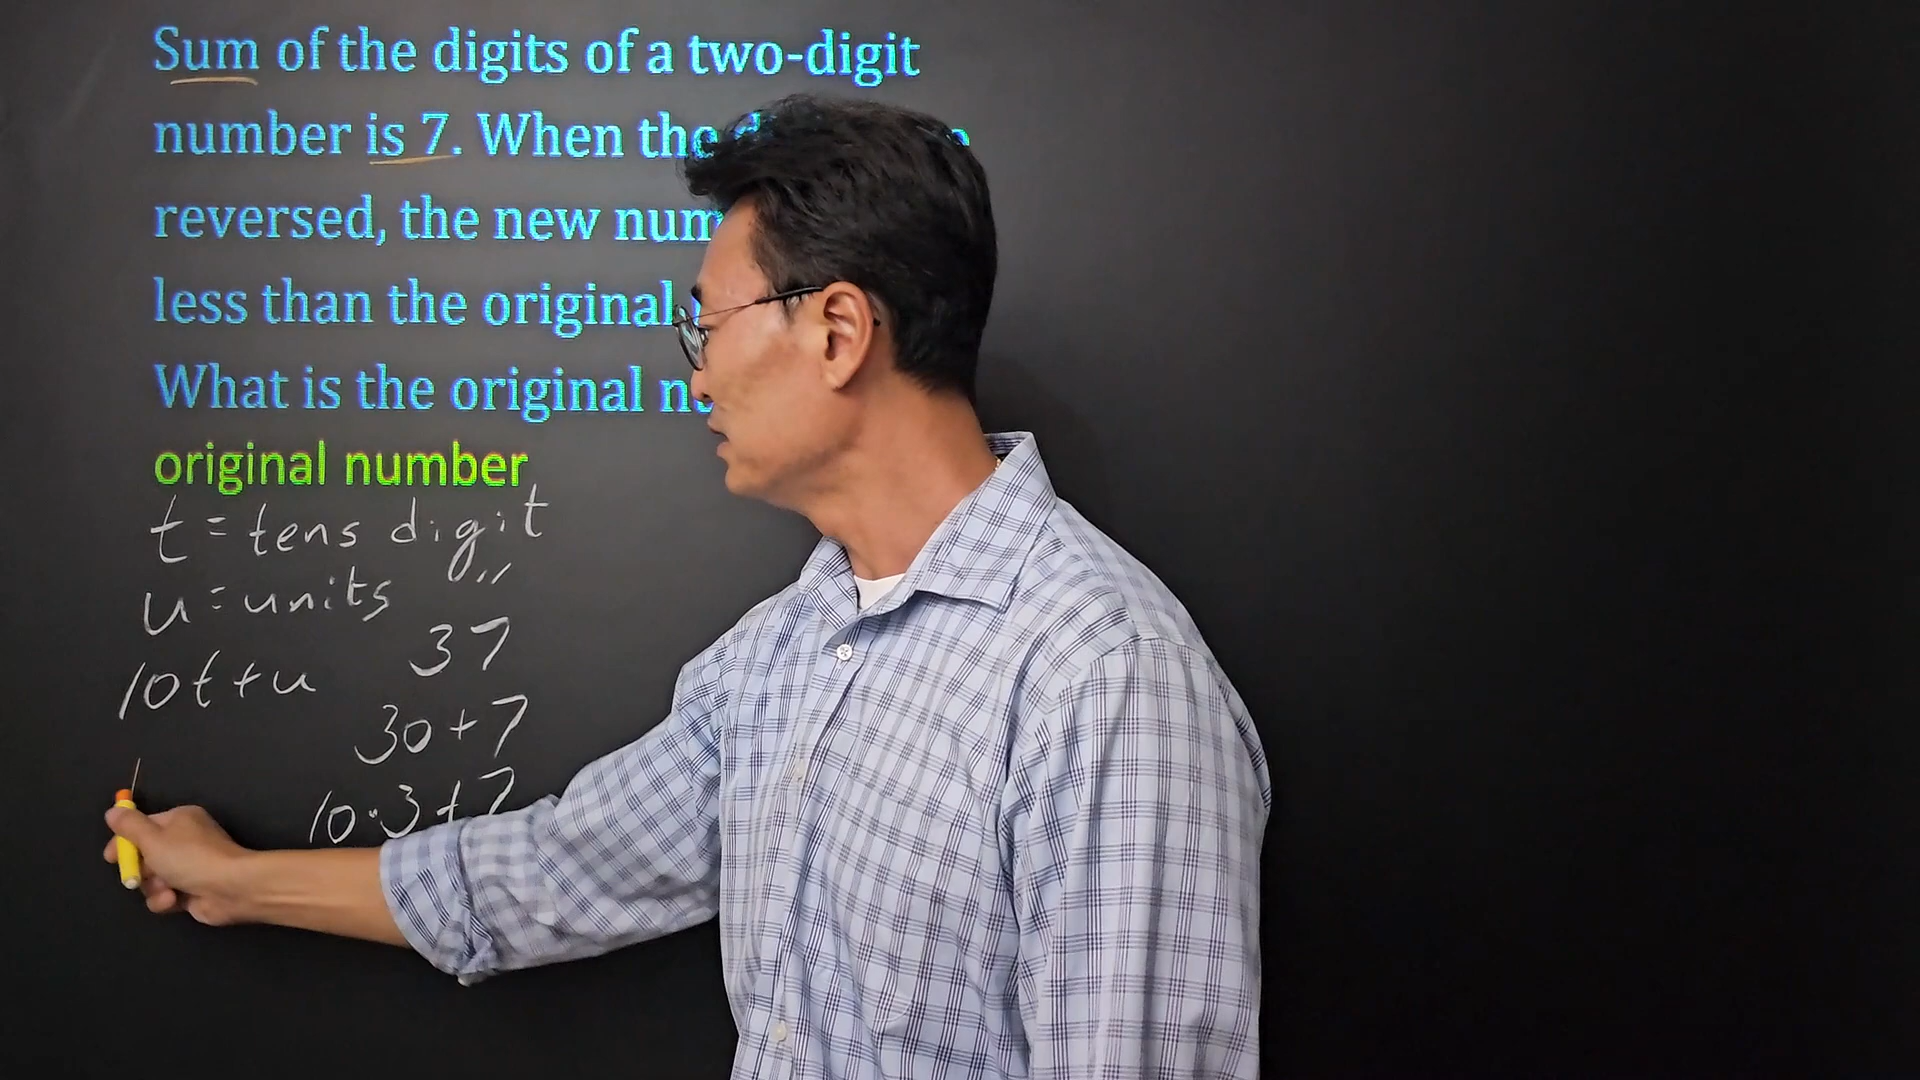 Sum of the digits of a two-digit
number is 7. When the
reversed, the new
less than the original
What is the original
original number
t = tens digit
u = units "
37
10t+u
30+7
10·3+7